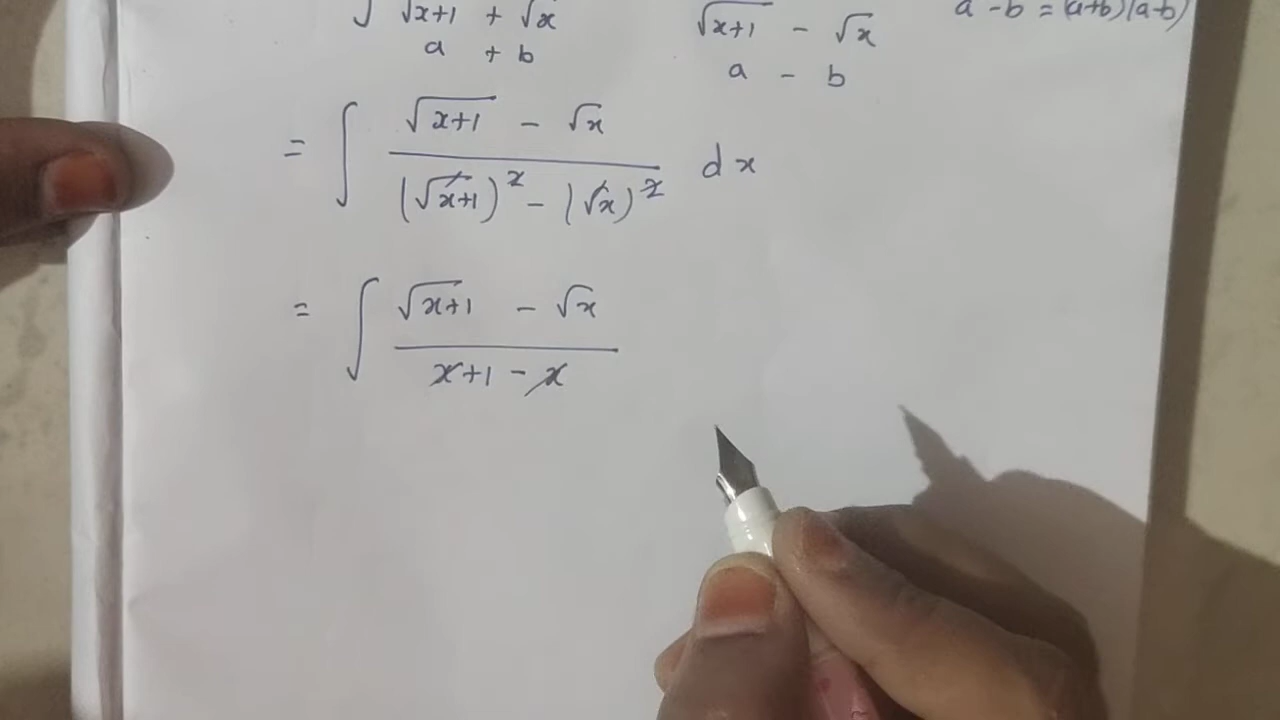 ∫ √x+1 + √x √x+1 - √x a - b = (a+b)(a-b)
a + b a - b
= ∫ √x+1 - √x / (√x+1)² - (√x)² dx
= ∫ √x+1 - √x / x+1 - x